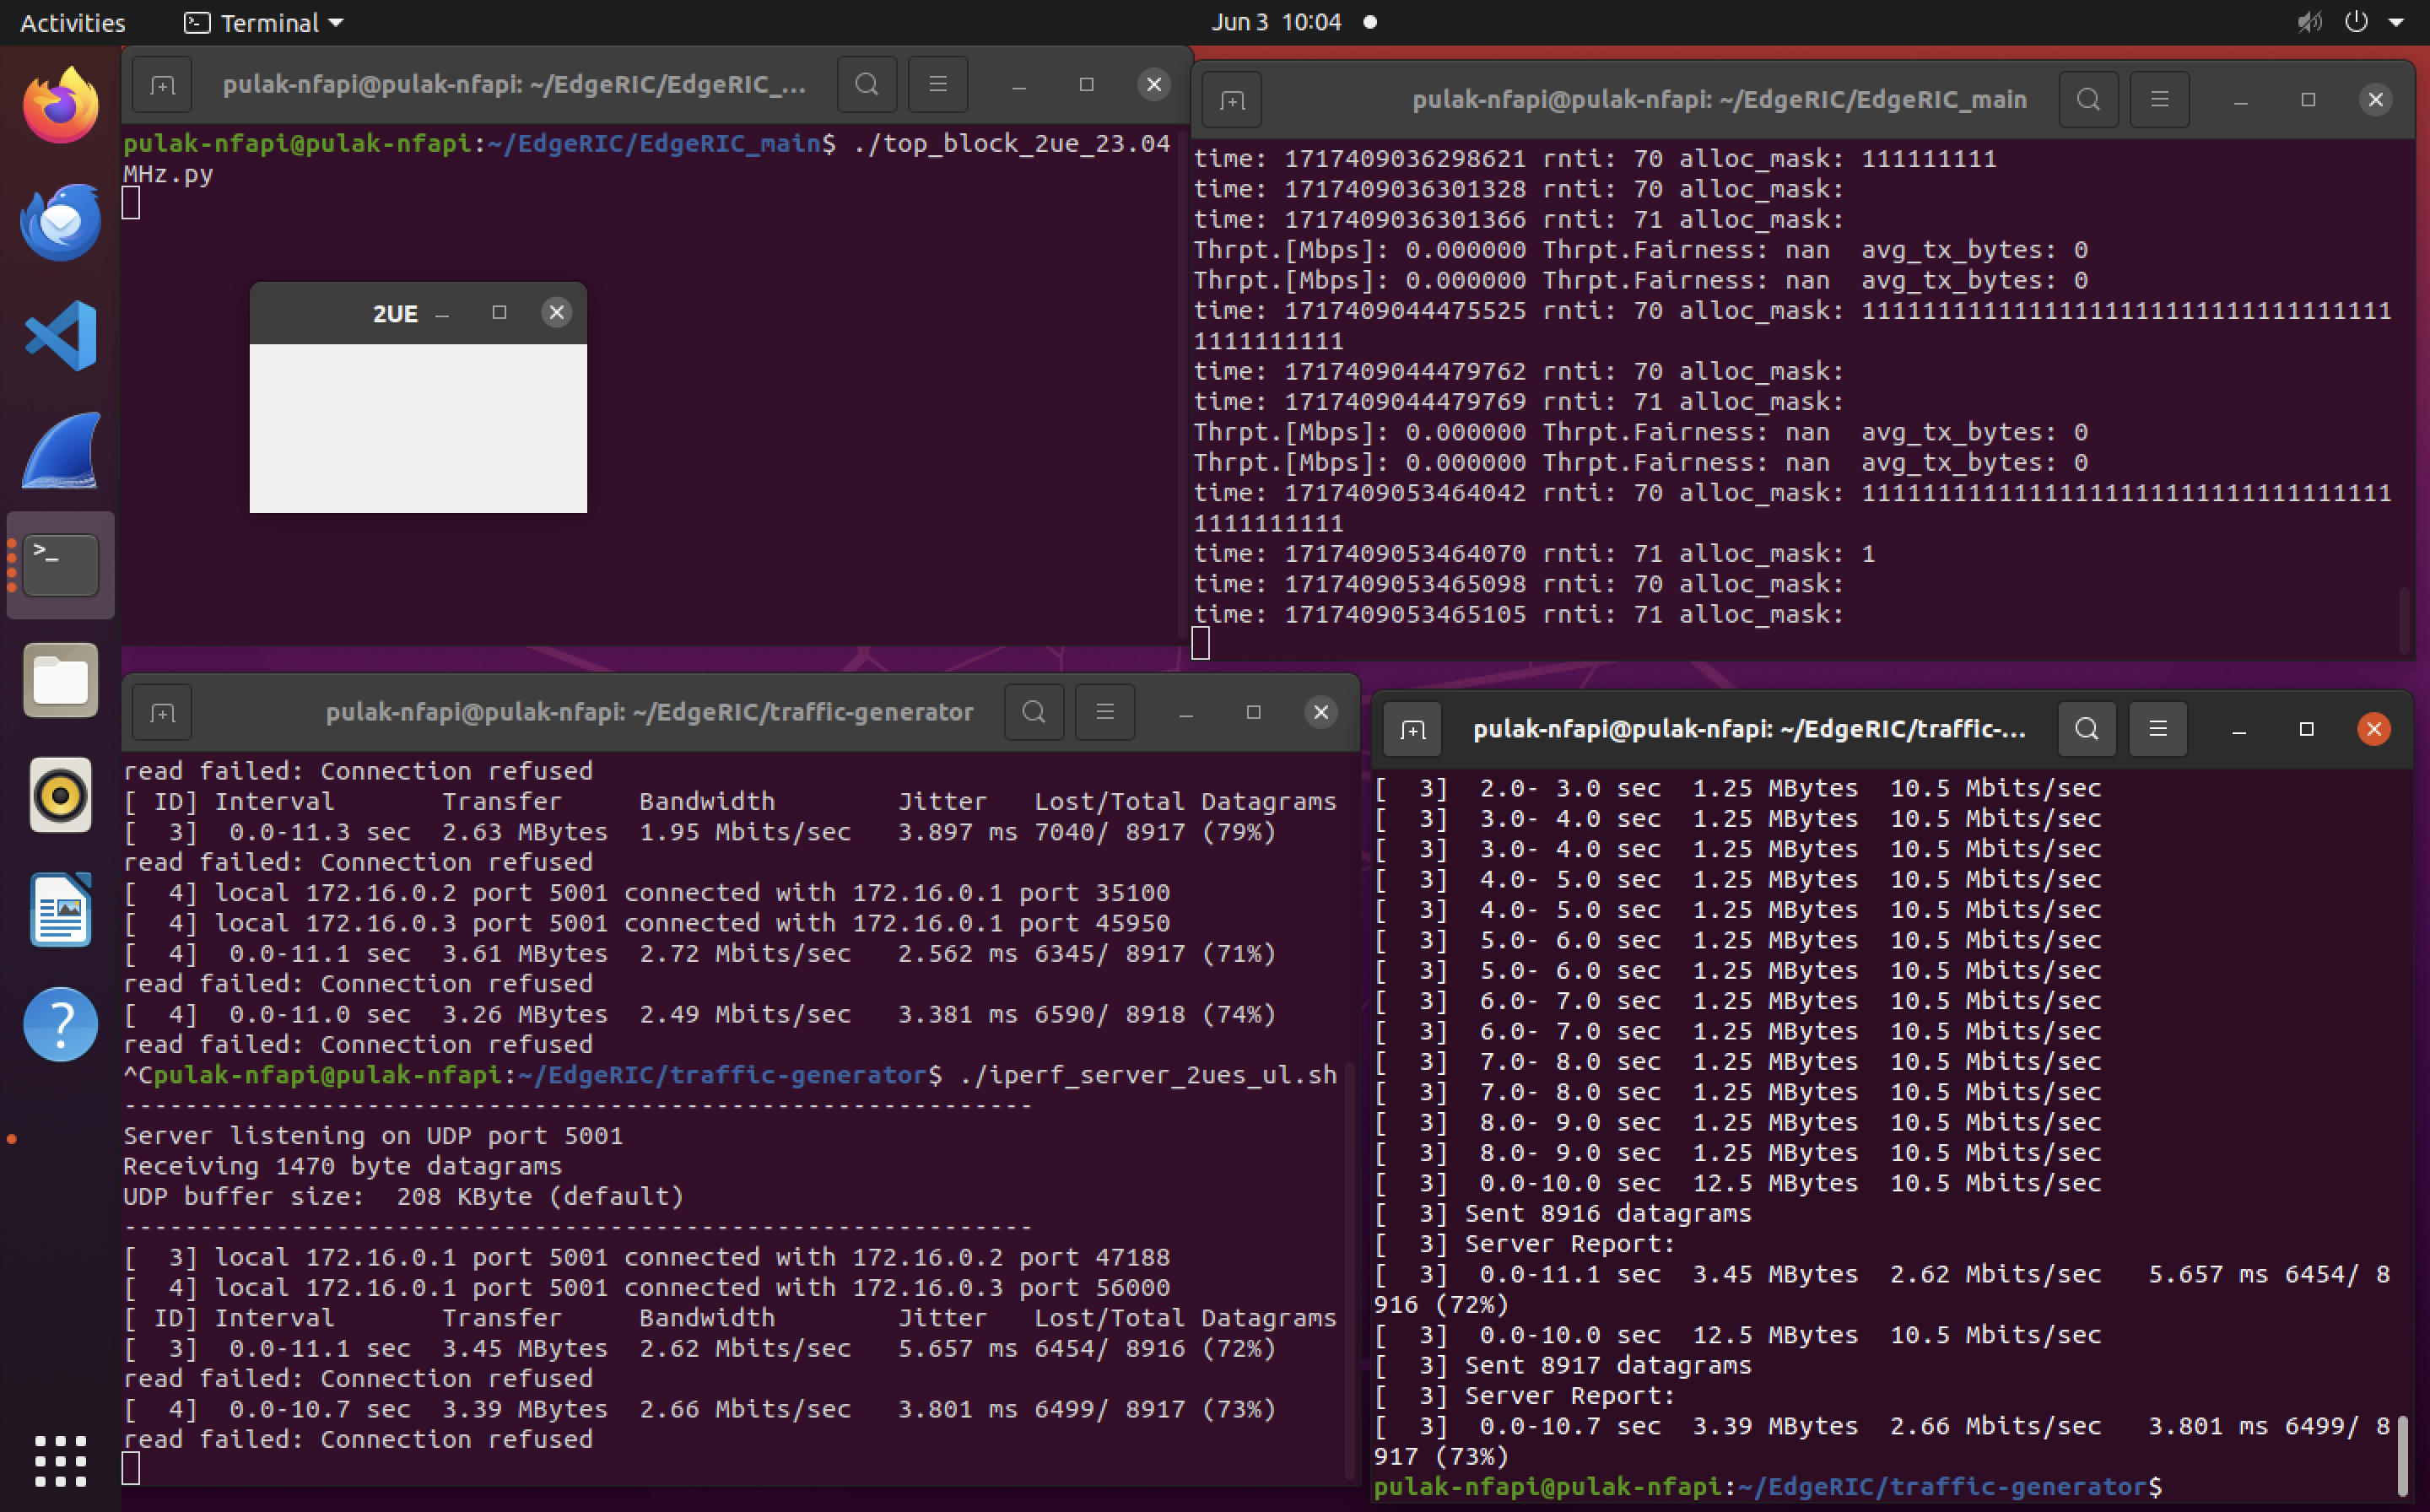 Activities
Terminal
Jun 3 10:04
pulak-nfapi@pulak-nfapi: ~/EdgeRIC/EdgeRIC_...
pulak-nfapi@pulak-nfapi:~/EdgeRIC/EdgeRIC_main$ ./top_block_2ue_23.04
MHz.py
2UE
pulak-nfapi@pulak-nfapi: ~/EdgeRIC/EdgeRIC_main
time: 1717409036298621 rnti: 70 alloc_mask: 111111111
time: 1717409036301328 rnti: 70 alloc_mask:
time: 1717409036301366 rnti: 71 alloc_mask:
Thrpt.[Mbps]: 0.000000 Thrpt.Fairness: nan  avg_tx_bytes: 0
Thrpt.[Mbps]: 0.000000 Thrpt.Fairness: nan  avg_tx_bytes: 0
time: 1717409044475525 rnti: 70 alloc_mask: 11111111111111111111111111111111111
1111111111
time: 1717409044479762 rnti: 70 alloc_mask:
time: 1717409044479769 rnti: 71 alloc_mask:
Thrpt.[Mbps]: 0.000000 Thrpt.Fairness: nan  avg_tx_bytes: 0
Thrpt.[Mbps]: 0.000000 Thrpt.Fairness: nan  avg_tx_bytes: 0
time: 1717409053464042 rnti: 70 alloc_mask: 11111111111111111111111111111111111
1111111111
time: 1717409053464070 rnti: 71 alloc_mask: 1
time: 1717409053465098 rnti: 70 alloc_mask:
time: 1717409053465105 rnti: 71 alloc_mask:
pulak-nfapi@pulak-nfapi: ~/EdgeRIC/traffic-generator
read failed: Connection refused
[ ID] Interval       Transfer     Bandwidth        Jitter   Lost/Total Datagrams
[  3]  0.0-11.3 sec  2.63 MBytes  1.95 Mbits/sec   3.897 ms 7040/ 8917 (79%)
read failed: Connection refused
[  4] local 172.16.0.2 port 5001 connected with 172.16.0.1 port 35100
[  4] local 172.16.0.3 port 5001 connected with 172.16.0.1 port 45950
[  4]  0.0-11.1 sec  3.61 MBytes  2.72 Mbits/sec   2.562 ms 6345/ 8917 (71%)
read failed: Connection refused
[  4]  0.0-11.0 sec  3.26 MBytes  2.49 Mbits/sec   3.381 ms 6590/ 8918 (74%)
read failed: Connection refused
^Cpulak-nfapi@pulak-nfapi:~/EdgeRIC/traffic-generator$ ./iperf_server_2ues_ul.sh
------------------------------------------------------------
Server listening on UDP port 5001
Receiving 1470 byte datagrams
UDP buffer size:  208 KByte (default)
------------------------------------------------------------
[  3] local 172.16.0.1 port 5001 connected with 172.16.0.2 port 47188
[  4] local 172.16.0.1 port 5001 connected with 172.16.0.3 port 56000
[ ID] Interval       Transfer     Bandwidth        Jitter   Lost/Total Datagrams
[  3]  0.0-11.1 sec  3.45 MBytes  2.62 Mbits/sec   5.657 ms 6454/ 8916 (72%)
read failed: Connection refused
[  4]  0.0-10.7 sec  3.39 MBytes  2.66 Mbits/sec   3.801 ms 6499/ 8917 (73%)
read failed: Connection refused
pulak-nfapi@pulak-nfapi: ~/EdgeRIC/traffic-...
[  3]  2.0- 3.0 sec  1.25 MBytes  10.5 Mbits/sec
[  3]  3.0- 4.0 sec  1.25 MBytes  10.5 Mbits/sec
[  3]  3.0- 4.0 sec  1.25 MBytes  10.5 Mbits/sec
[  3]  4.0- 5.0 sec  1.25 MBytes  10.5 Mbits/sec
[  3]  4.0- 5.0 sec  1.25 MBytes  10.5 Mbits/sec
[  3]  5.0- 6.0 sec  1.25 MBytes  10.5 Mbits/sec
[  3]  5.0- 6.0 sec  1.25 MBytes  10.5 Mbits/sec
[  3]  6.0- 7.0 sec  1.25 MBytes  10.5 Mbits/sec
[  3]  6.0- 7.0 sec  1.25 MBytes  10.5 Mbits/sec
[  3]  7.0- 8.0 sec  1.25 MBytes  10.5 Mbits/sec
[  3]  7.0- 8.0 sec  1.25 MBytes  10.5 Mbits/sec
[  3]  8.0- 9.0 sec  1.25 MBytes  10.5 Mbits/sec
[  3]  8.0- 9.0 sec  1.25 MBytes  10.5 Mbits/sec
[  3]  0.0-10.0 sec  12.5 MBytes  10.5 Mbits/sec
[  3] Sent 8916 datagrams
[  3] Server Report:
[  3]  0.0-11.1 sec  3.45 MBytes  2.62 Mbits/sec   5.657 ms 6454/ 8
916 (72%)
[  3]  0.0-10.0 sec  12.5 MBytes  10.5 Mbits/sec
[  3] Sent 8917 datagrams
[  3] Server Report:
[  3]  0.0-10.7 sec  3.39 MBytes  2.66 Mbits/sec   3.801 ms 6499/ 8
917 (73%)
pulak-nfapi@pulak-nfapi:~/EdgeRIC/traffic-generator$